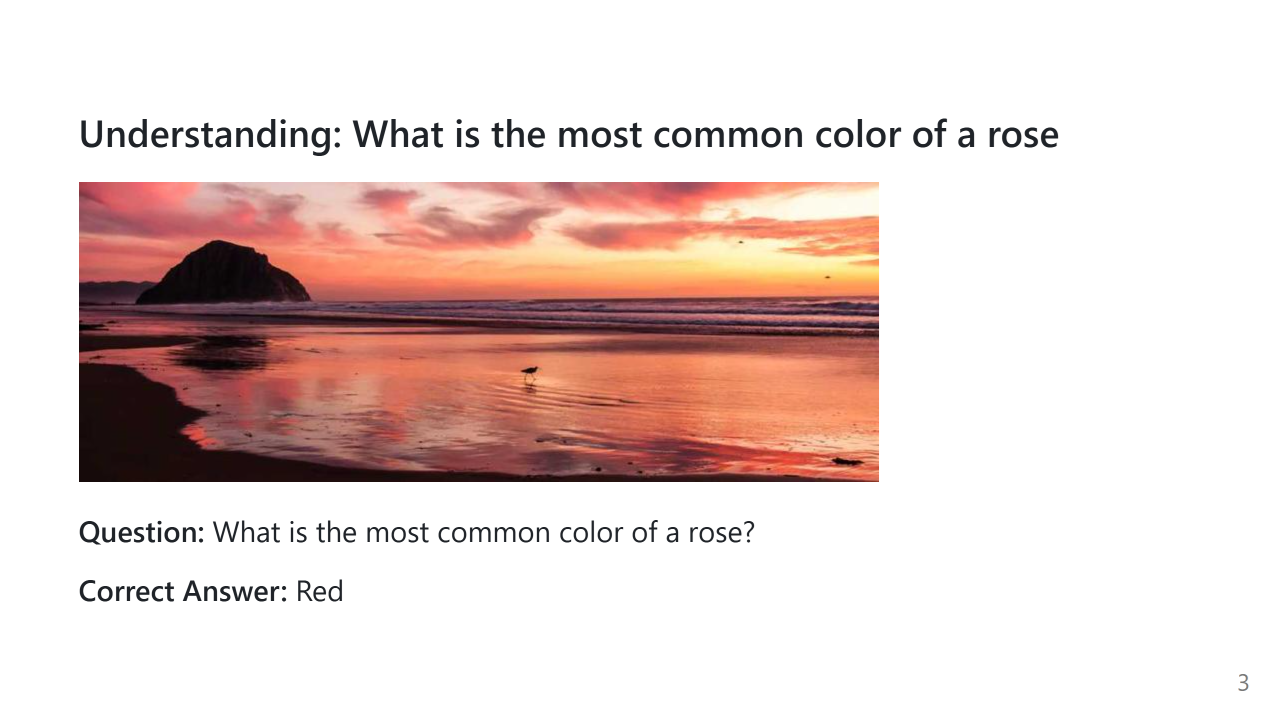 Understanding: What is the most common color of a rose
Question: What is the most common color of a rose?
Correct Answer: Red
3